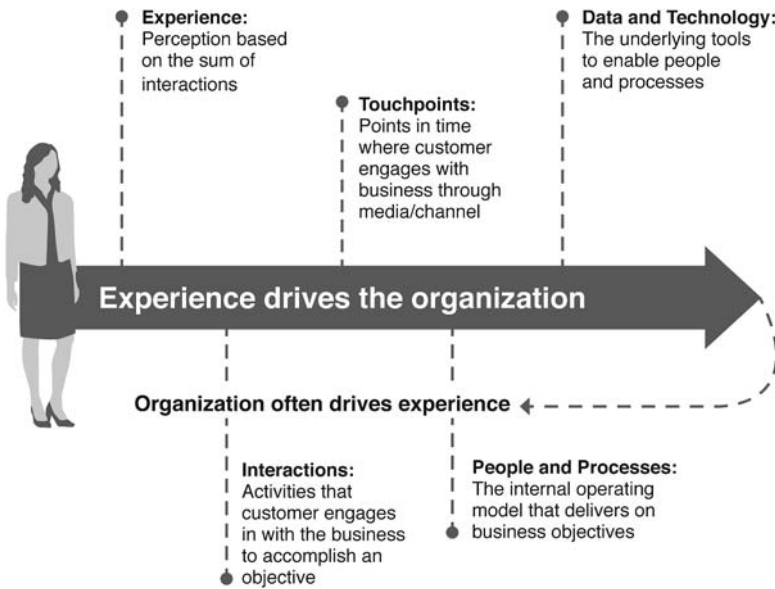 Experience:
Perception based
on the sum of
interactions
Touchpoints:
Points in time
where customer
engages with
business through
media/channel
Data and Technology:
The underlying tools
to enable people
and processes
Experience drives the organization
Organization often drives experience
Interactions:
Activities that
customer engages
in with the business
to accomplish an
objective
People and Processes:
The internal operating
model that delivers on
business objectives